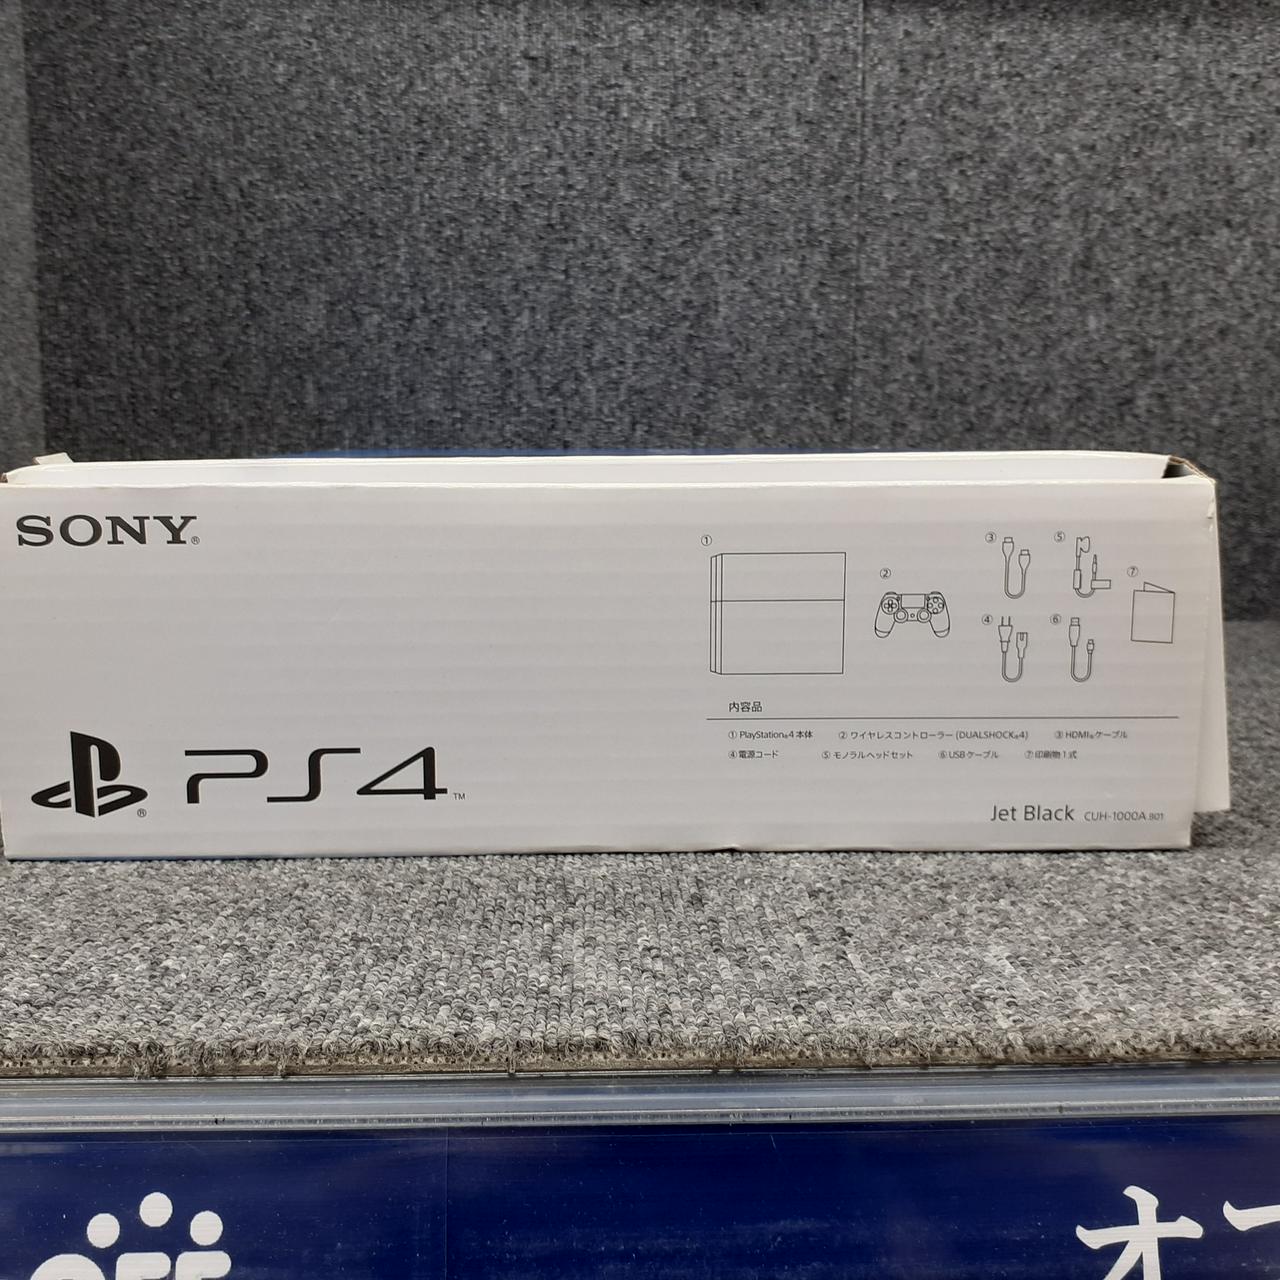 SONY®
①
②
③
④
⑤
⑥
⑦
内容品
① PlayStation®4 本体 ② ワイヤレスコントローラー (DUALSHOCK®4) ③ HDMI®ケーブル
④ 電源コード ⑤ モノラルヘッドセット ⑥ USBケーブル ⑦ 印刷物1式
PS4™
®
Jet Black CUH-1000A B01
OFF
オフ